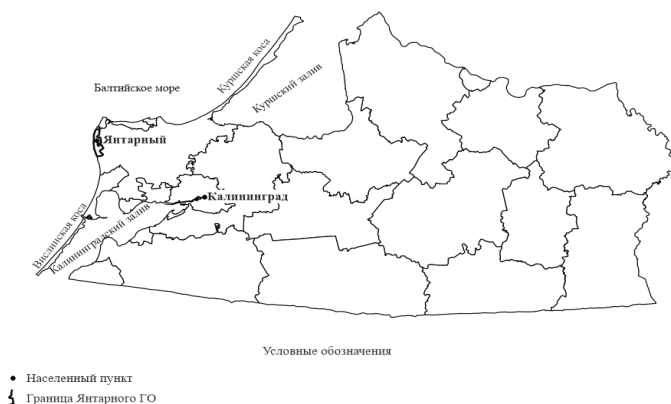 Куршская коса
Балтийское море
Куршский залив
Янтарный
Калининград
Вислинская коса
Калининградский залив
Условные обозначения
Населенный пункт
Граница Янтарного ГО